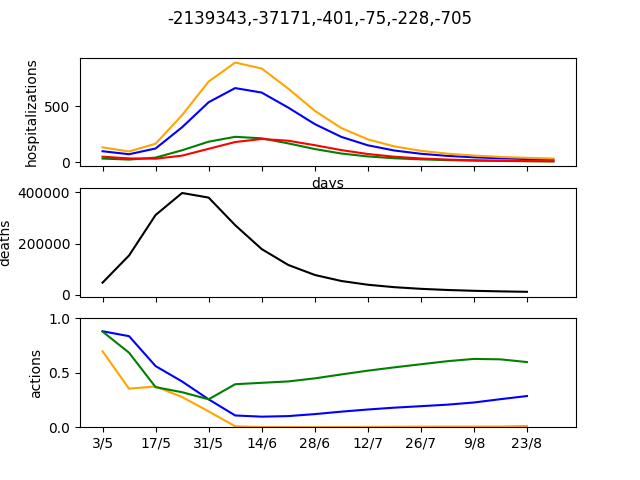 -2139343,-37171,-401,-75,-228,-705
hospitalizations
500
0
days
deaths
400000
200000
0
actions
1.0
0.5
0.0
3/5 17/5 31/5 14/6 28/6 12/7 26/7 9/8 23/8